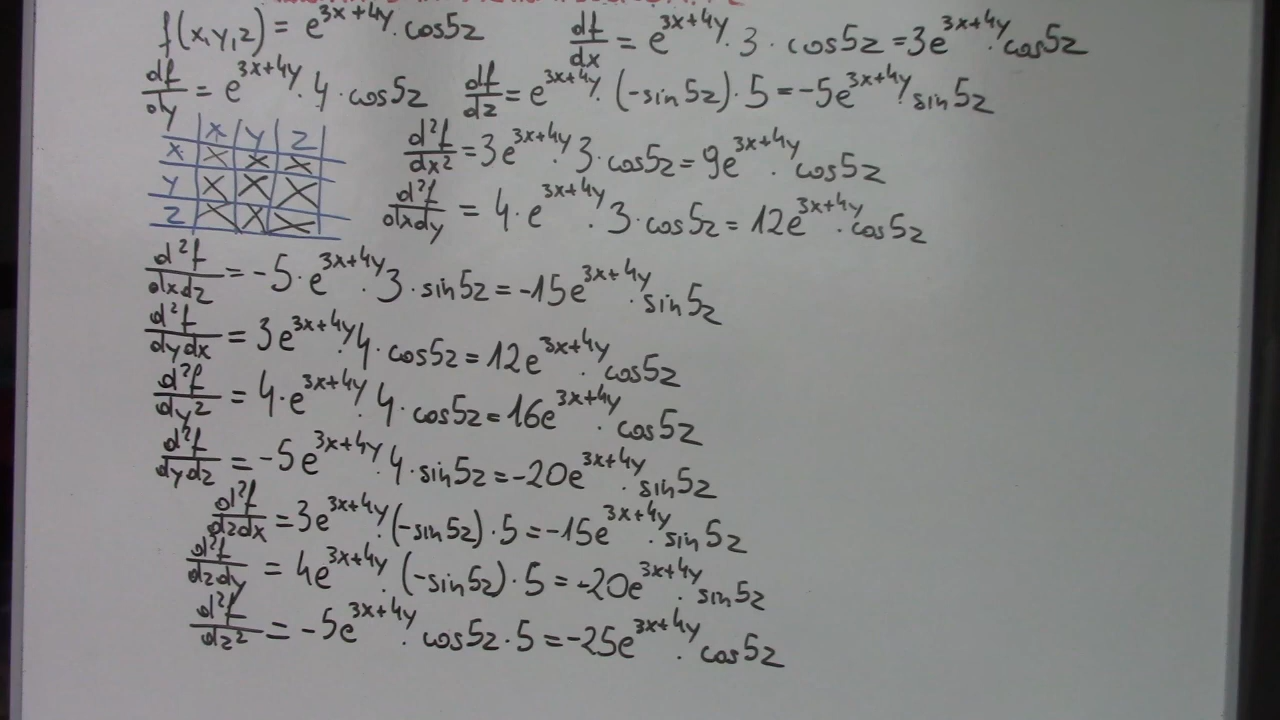 f(x,y,z) = e^{3x+4y} · cos5z   df/dx = e^{3x+4y} · 3 · cos5z = 3e^{3x+4y} · cos5z
df/dy = e^{3x+4y} · 4 · cos5z   df/dz = e^{3x+4y} · (-sin5z) · 5 = -5e^{3x+4y} · sin5z
| x | y | z |
x | X | X | X |
y | X | X | X |
z | X | X | X |
d²f/dx² = 3e^{3x+4y} · 3 · cos5z = 9e^{3x+4y} · cos5z
d²f/dxdy = 4 · e^{3x+4y} · 3 · cos5z = 12e^{3x+4y} · cos5z
d²f/dxdz = -5 · e^{3x+4y} · 3 · sin5z = -15e^{3x+4y} · sin5z
d²f/dydx = 3e^{3x+4y} · 4 · cos5z = 12e^{3x+4y} · cos5z
d²f/dy² = 4 · e^{3x+4y} · 4 · cos5z = 16e^{3x+4y} · cos5z
d²f/dydz = -5e^{3x+4y} · 4 · sin5z = -20e^{3x+4y} · sin5z
d²f/dzdx = 3e^{3x+4y} · (-sin5z) · 5 = -15e^{3x+4y} · sin5z
d²f/dzdy = 4e^{3x+4y} · (-sin5z) · 5 = -20e^{3x+4y} · sin5z
d²f/dz² = -5e^{3x+4y} · cos5z · 5 = -25e^{3x+4y} · cos5z